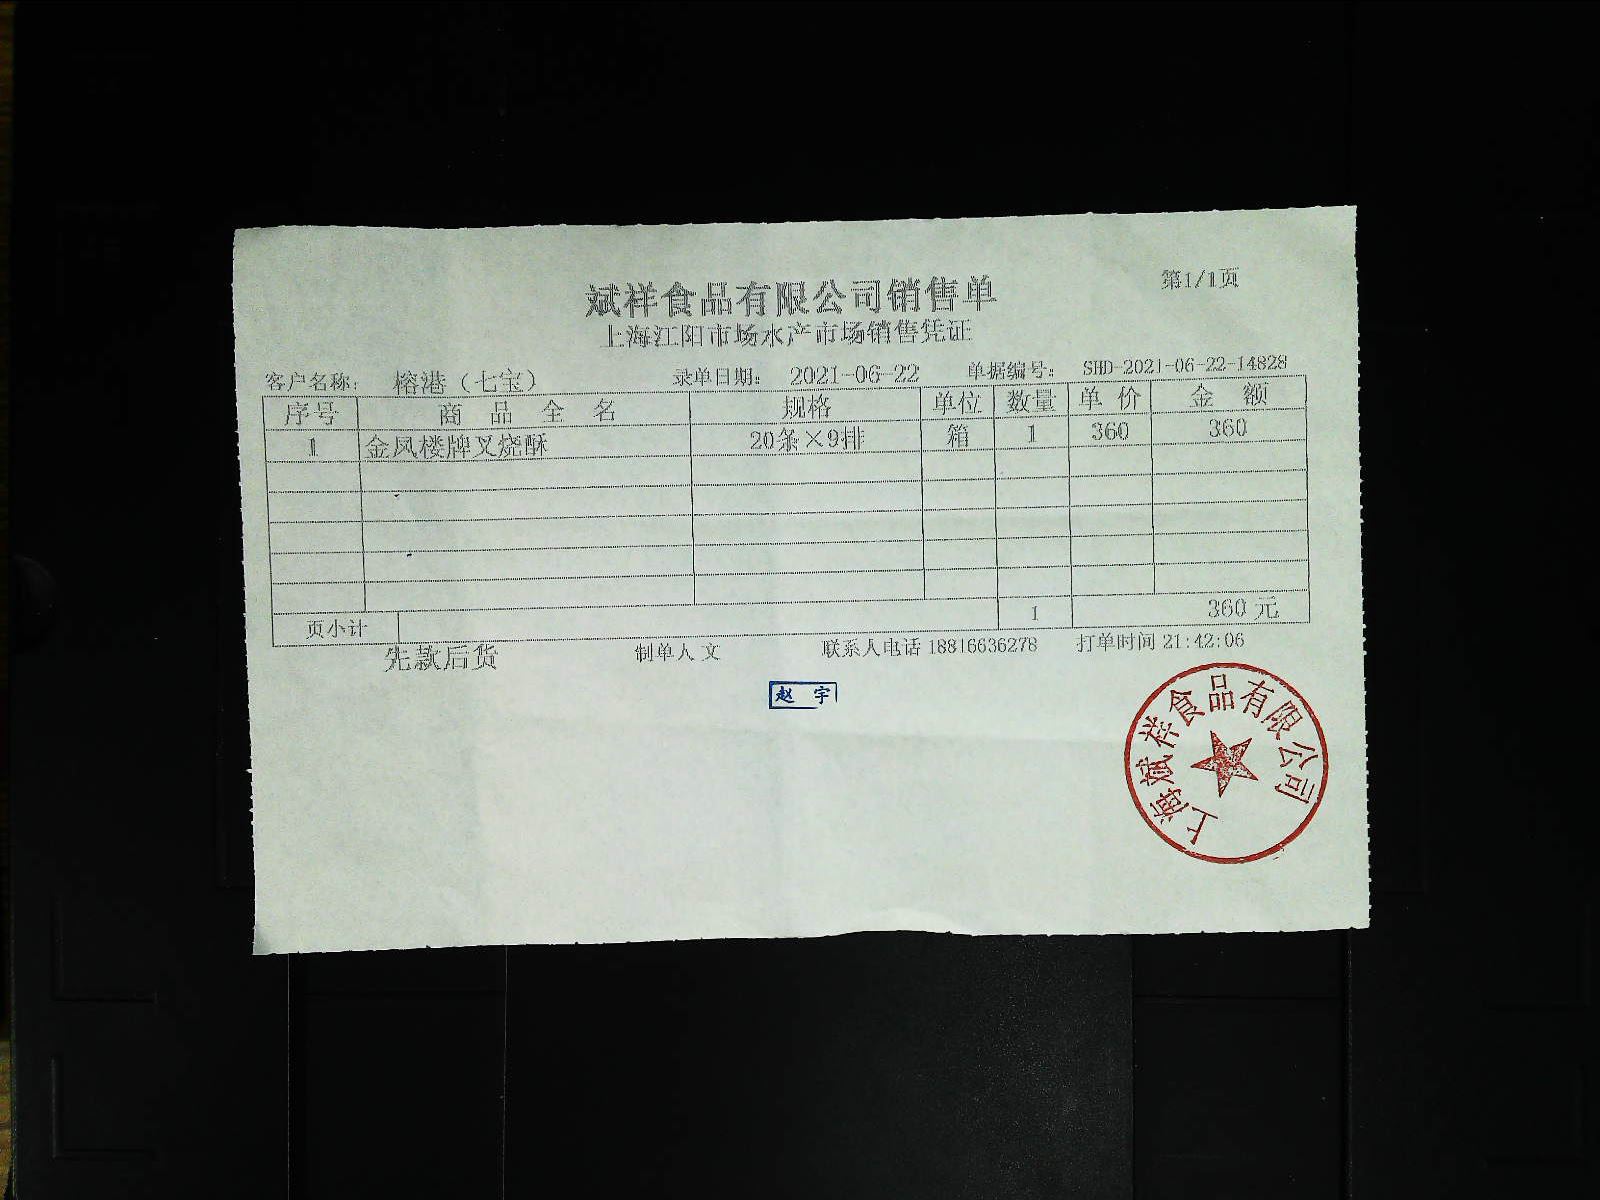 第1/1页
斌祥食品有限公司销售单
上海江阳市场水产市场销售凭证
客户名称: 榕港（七宝） 录单日期: 2021-06-22 单据编号: SHD-2021-06-22-14828
序号 商品全名 规格 单位 数量 单价 金额
1 金凤楼牌叉烧酥 20条×9排 箱 1 360 360
页小计 1 360元
先款后货 制单人 文 联系人电话 18816636278 打单时间 21:42:06
赵宇
上海斌祥食品有限公司